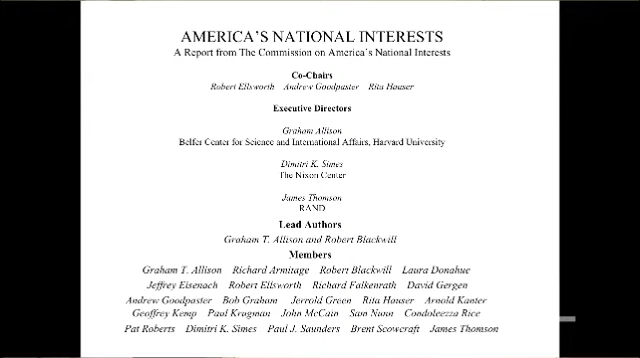 AMERICA'S NATIONAL INTERESTS
A Report from The Commission on America's National Interests
Co-Chairs
Robert Ellsworth Andrew Goodpaster Rita Hauser
Executive Directors
Graham Allison
Belfer Center for Science and International Affairs, Harvard University
Dimitri K. Simes
The Nixon Center
James Thomson
RAND
Lead Authors
Graham T. Allison and Robert Blackwill
Members
Graham T. Allison Richard Armitage Robert Blackwill Laura Donahue
Jeffrey Eisenach Robert Ellsworth Richard Falkenrath David Gergen
Andrew Goodpaster Bob Graham Jerrold Green Rita Hauser Arnold Kanter
Geoffrey Kemp Paul Krugman John McCain Sam Nunn Condoleezza Rice
Pat Roberts Dimitri K. Simes Paul J. Saunders Brent Scowcraft James Thomson